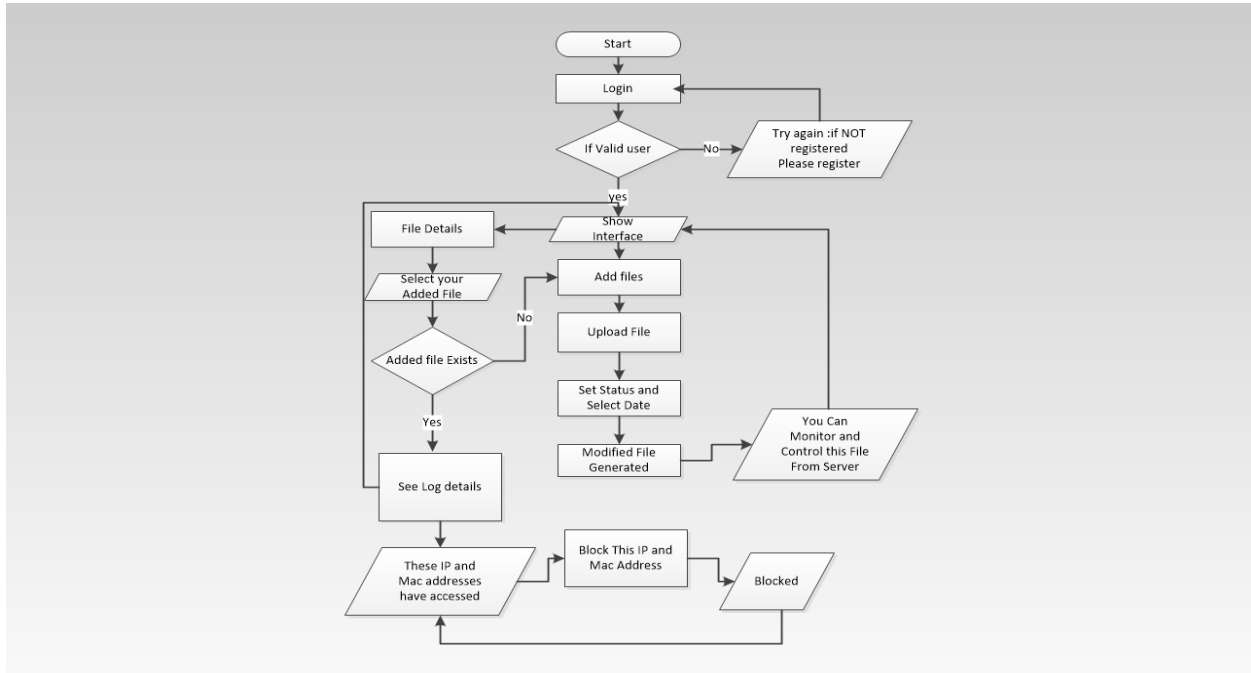 Start
Login
If Valid user
No
Try again :if NOT
registered
Please register
yes
File Details
Show
Interface
Select your
Added File
Add files
No
Upload File
Added file Exists
Set Status and
Select Date
Yes
You Can
Monitor and
Control this File
From Server
Modified File
Generated
See Log details
These IP and
Mac addresses
have accessed
Block This IP and
Mac Address
Blocked